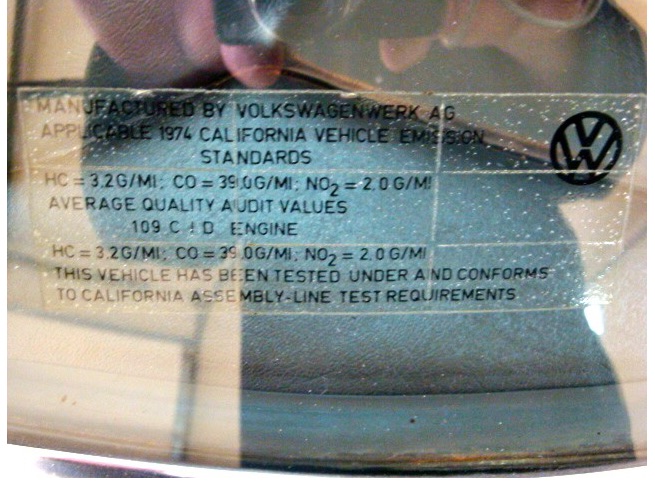 MANUFACTURED BY VOLKSWAGENWERK AG
APPLICABLE 1974 CALIFORNIA VEHICLE EMISSION
STANDARDS
HC = 3.2G/MI; CO = 39.0G/MI; NO₂ = 2.0 G/MI
AVERAGE QUALITY AUDIT VALUES
109 C I D ENGINE
HC = 3.2G/MI; CO = 39.0G/MI; NO₂ = 2.0 G/MI
THIS VEHICLE HAS BEEN TESTED UNDER AND CONFORMS
TO CALIFORNIA ASSEMBLY-LINE TEST REQUIREMENTS
VW